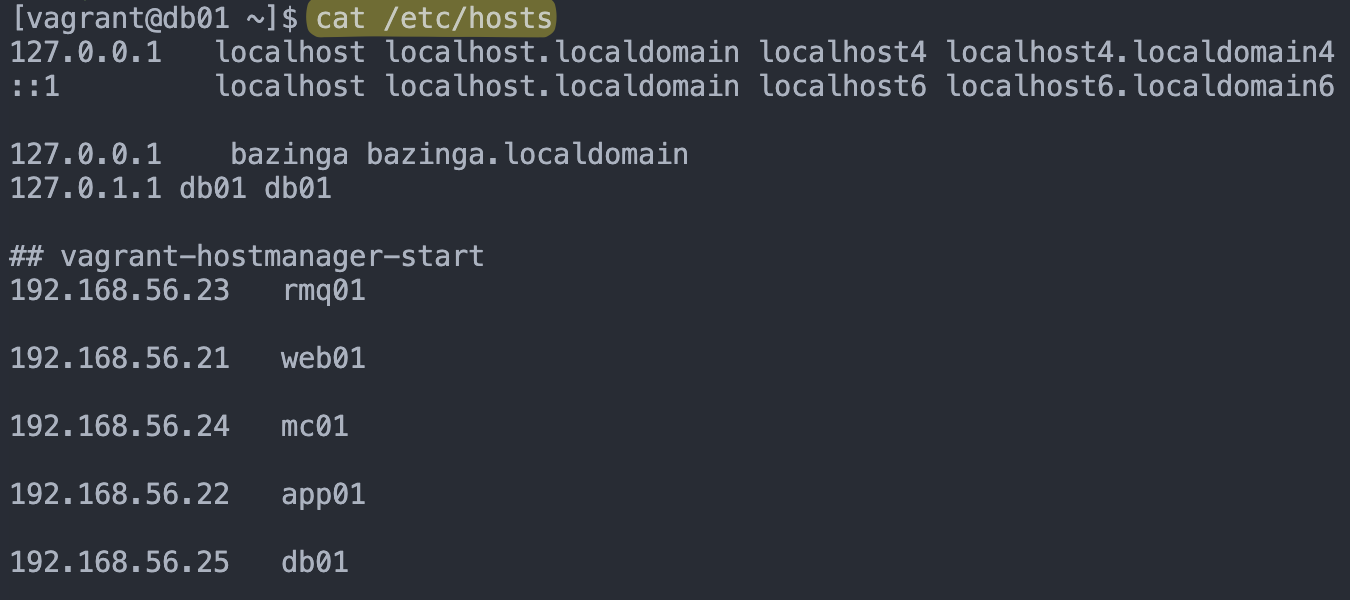 [vagrant@db01 ~]$ cat /etc/hosts
127.0.0.1   localhost localhost.localdomain localhost4 localhost4.localdomain4
::1         localhost localhost.localdomain localhost6 localhost6.localdomain6
127.0.0.1    bazinga bazinga.localdomain
127.0.1.1 db01 db01
## vagrant-hostmanager-start
192.168.56.23   rmq01
192.168.56.21   web01
192.168.56.24   mc01
192.168.56.22   app01
192.168.56.25   db01